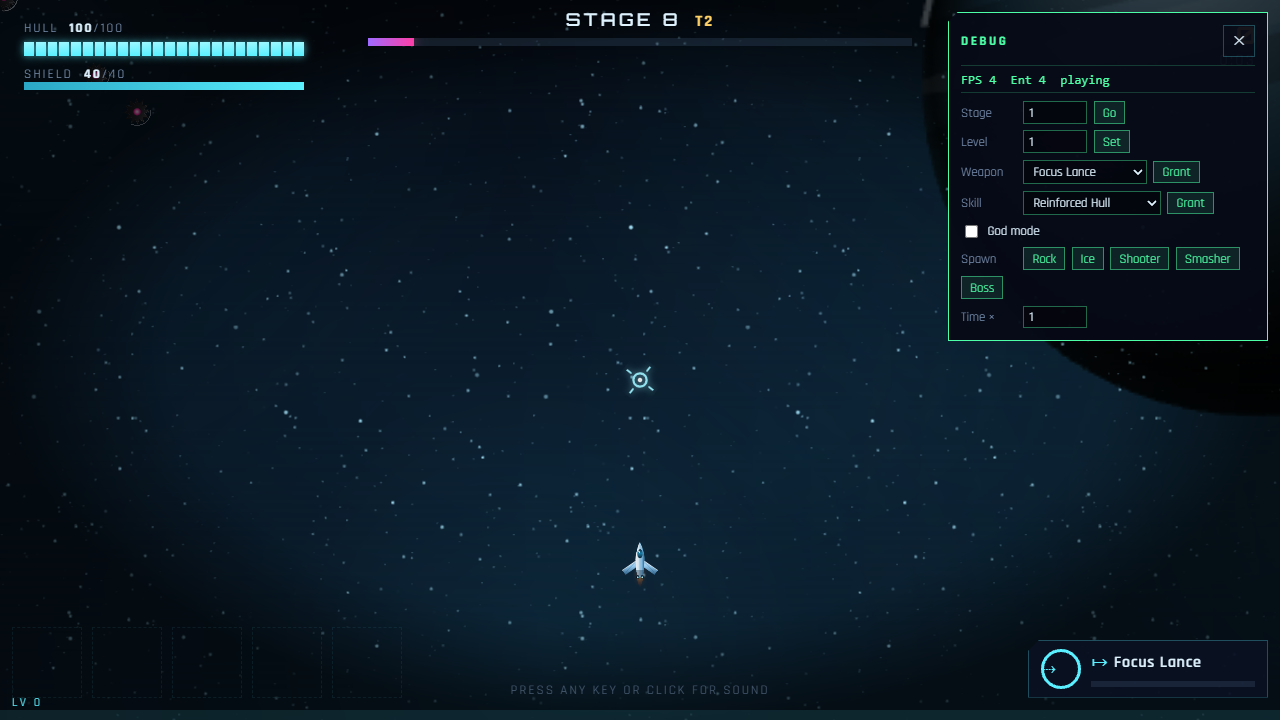 HULL 100/100
SHIELD 40/40
STAGE 8 T2
DEBUG
FPS 4 Ent 4 playing
Stage 1 Go
Level 1 Set
Weapon Focus Lance Grant
Skill Reinforced Hull Grant
God mode
Spawn Rock Ice Shooter Smasher
Boss
Time × 1
PRESS ANY KEY OR CLICK FOR SOUND
LV 0
Focus Lance